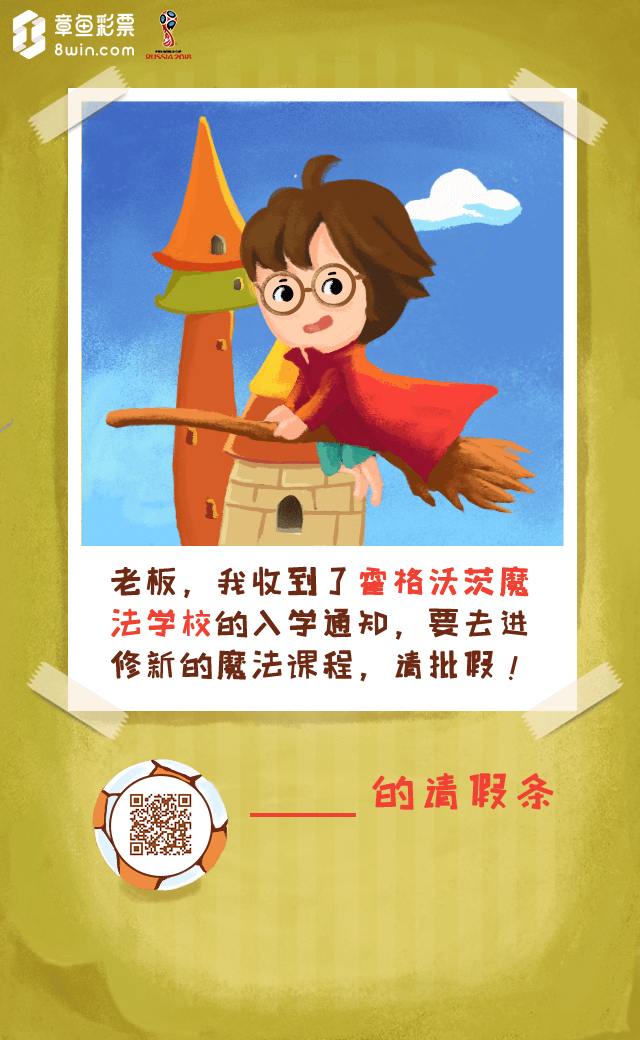 章鱼彩票
8win.com
RUSSIA 2018
老板，我收到了霍格沃茨魔
法学校的入学通知，要去进
修新的魔法课程，请批假！
的请假条